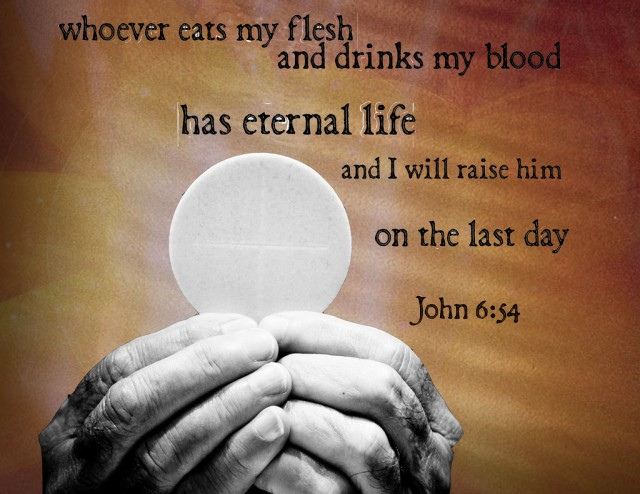 whoever eats my flesh
and drinks my blood
has eternal life
and I will raise him
on the last day
John 6:54